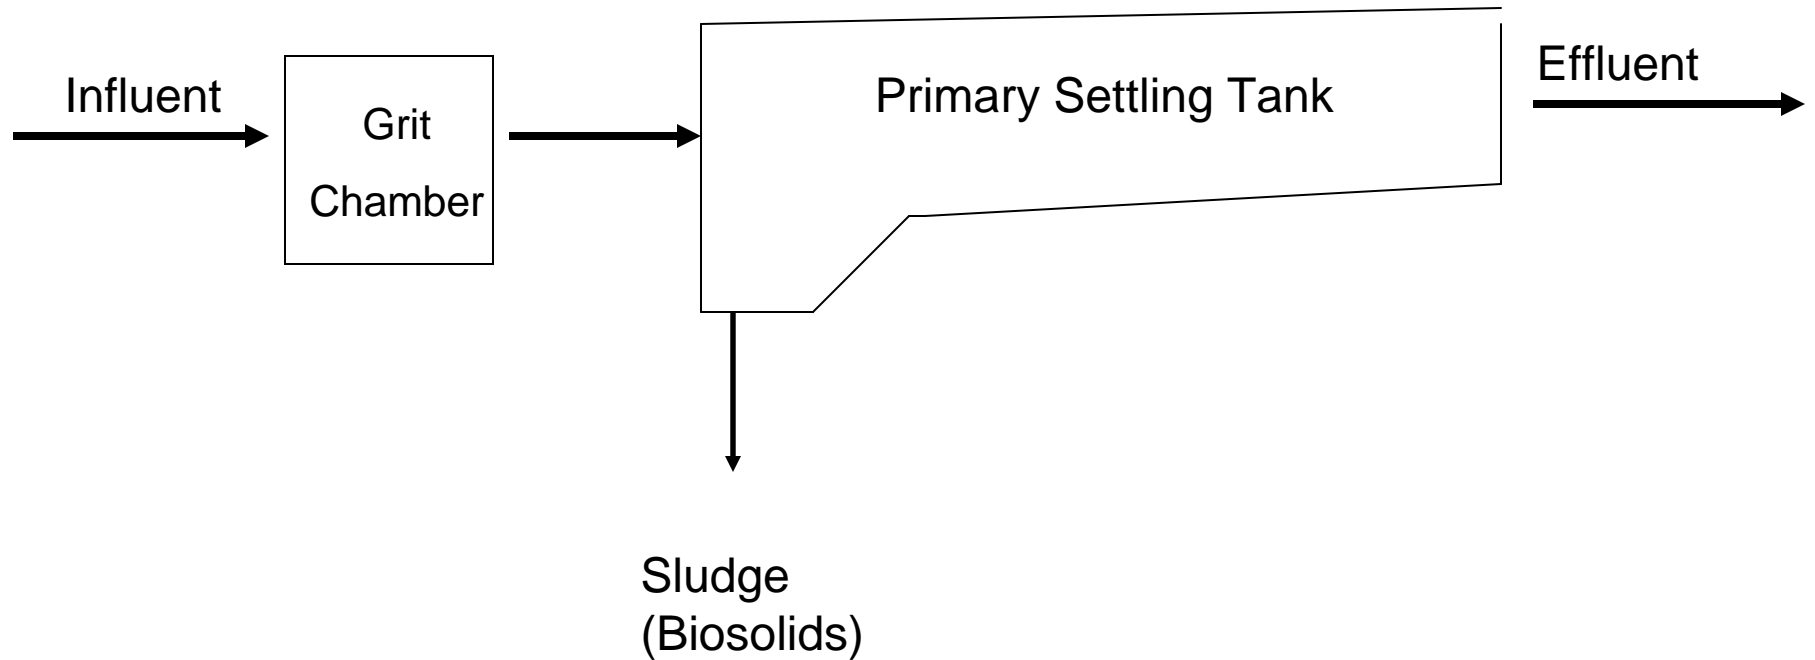 Influent
Grit
Chamber
Primary Settling Tank
Effluent
Sludge
(Biosolids)